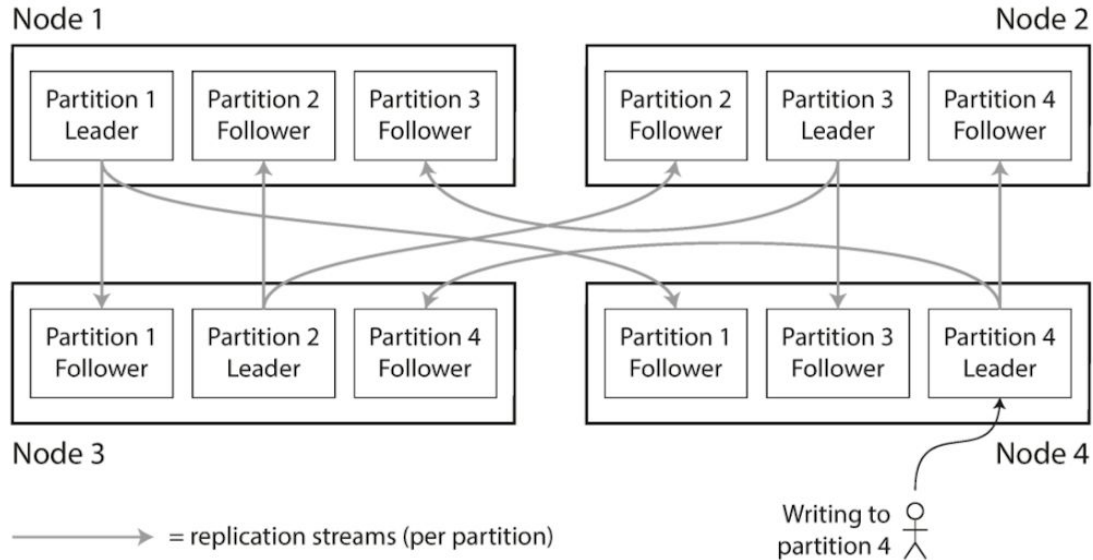 Node 1
Node 2
Partition 1
Leader
Partition 2
Follower
Partition 3
Follower
Partition 2
Follower
Partition 3
Leader
Partition 4
Follower
Partition 1
Follower
Partition 2
Leader
Partition 4
Follower
Partition 1
Follower
Partition 3
Follower
Partition 4
Leader
Node 3
Node 4
= replication streams (per partition)
Writing to
partition 4